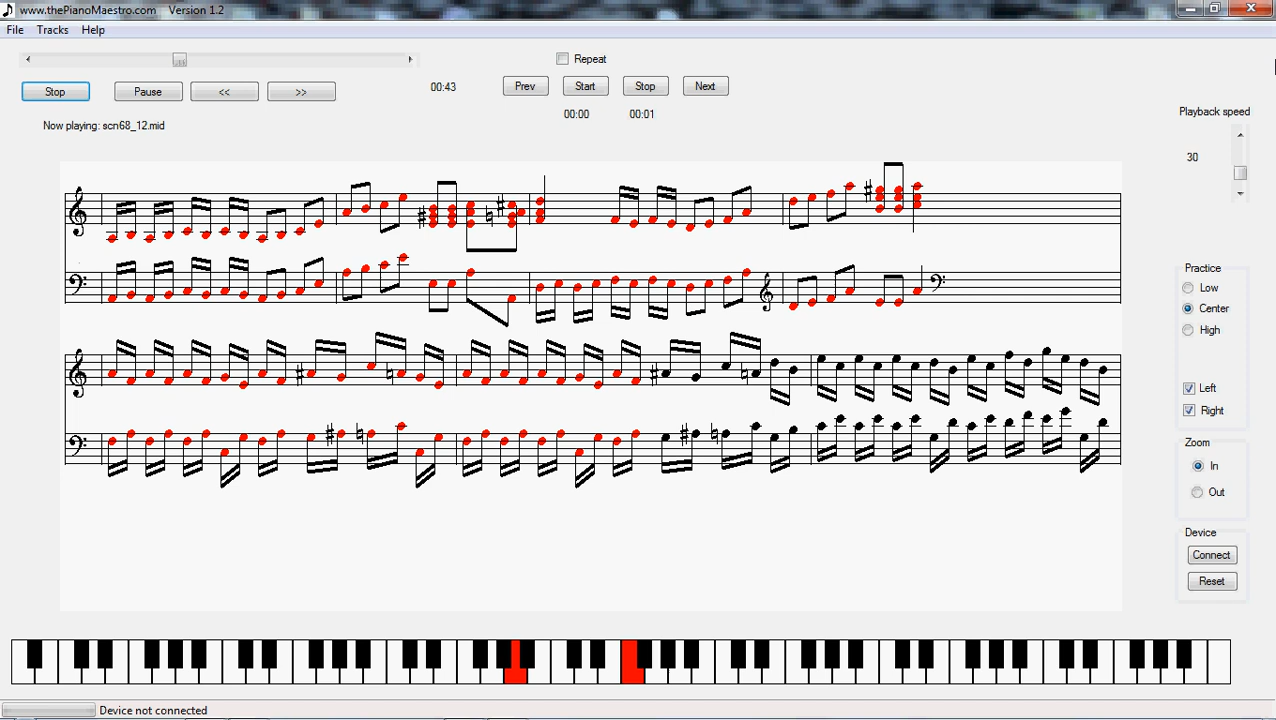 www.thePianoMaestro.com Version 1.2
File Tracks Help
Repeat
Stop Pause << >> 00:43 Prev Start Stop Next
00:00 00:01
Playback speed
Now playing: scn68_12.mid
30
Practice
Low
Center
High
Left
Right
Zoom
In
Out
Device
Connect
Reset
Device not connected